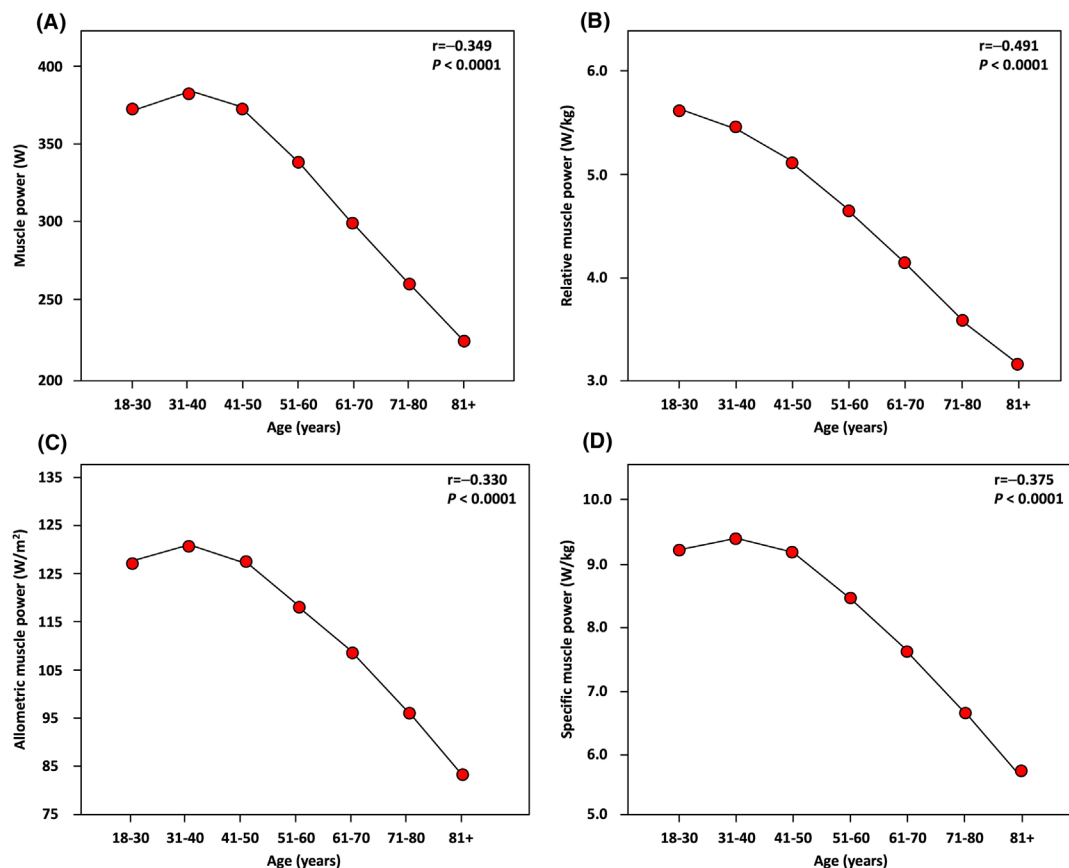 (A)
r=−0.349
P < 0.0001
Muscle power (W)
400
350
300
250
200
18-30 31-40 41-50 51-60 61-70 71-80 81+
Age (years)
(B)
r=−0.491
P < 0.0001
Relative muscle power (W/kg)
6.0
5.0
4.0
3.0
18-30 31-40 41-50 51-60 61-70 71-80 81+
Age (years)
(C)
r=−0.330
P < 0.0001
Allometric muscle power (W/m²)
135
125
125
115
105
95
85
75
18-30 31-40 41-50 51-60 61-70 71-80 81+
Age (years)
(D)
r=−0.375
P < 0.0001
Specific muscle power (W/kg)
10.0
9.0
8.0
7.0
6.0
5.0
18-30 31-40 41-50 51-60 61-70 71-80 81+
Age (years)